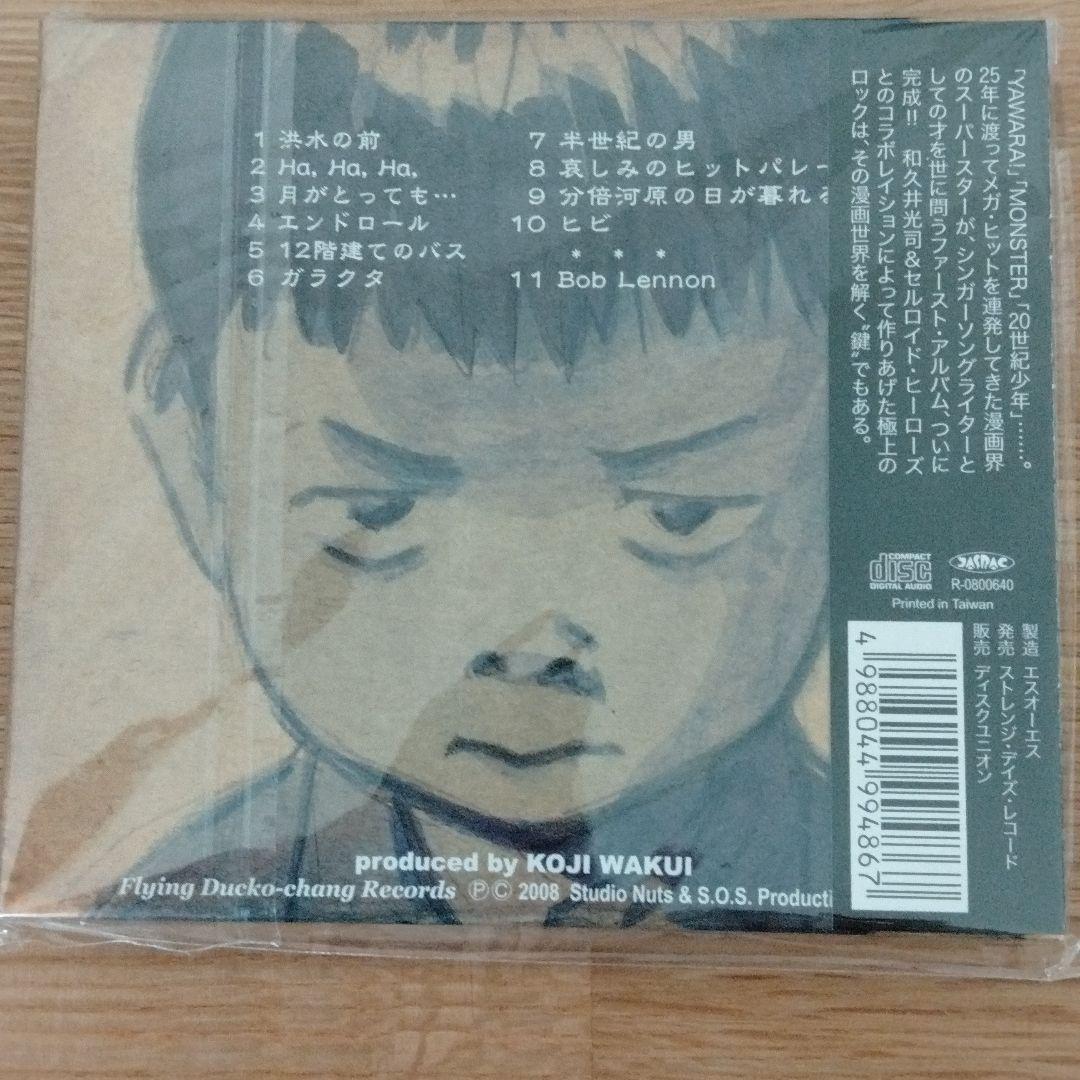 1 洪水の前
2 Ha, Ha, Ha,
3 月がとっても…
4 エンドロール
5 12階建てのバス
6 ガラクタ
7 半世紀の男
8 哀しみのヒットパレー
9 分倍河原の日が暮れる
10 ヒビ
* * *
11 Bob Lennon
「YAWARA!」「MONSTER」「20世紀少年」……。
25年に渡ってメガ・ヒットを連発してきた漫画界
のスーパースターが、シンガーソングライターと
しての才を世に問うファースト・アルバム、ついに
完成!! 和久井光司&セルロイド・ヒーローズ
とのコラボレイションによって作りあげた極上の
ロックは、その漫画世界を解く“鍵”でもある。
COMPACT
disc
DIGITAL AUDIO
JASRAC
R-0800640
Printed in Taiwan
製造 エスオーエス
発売 ストレンジ・デイズ・レコード
販売 ディスクユニオン
4 988044 994867
produced by KOJI WAKUI
Flying Ducko-chang Records ℗© 2008 Studio Nuts & S.O.S. Producti